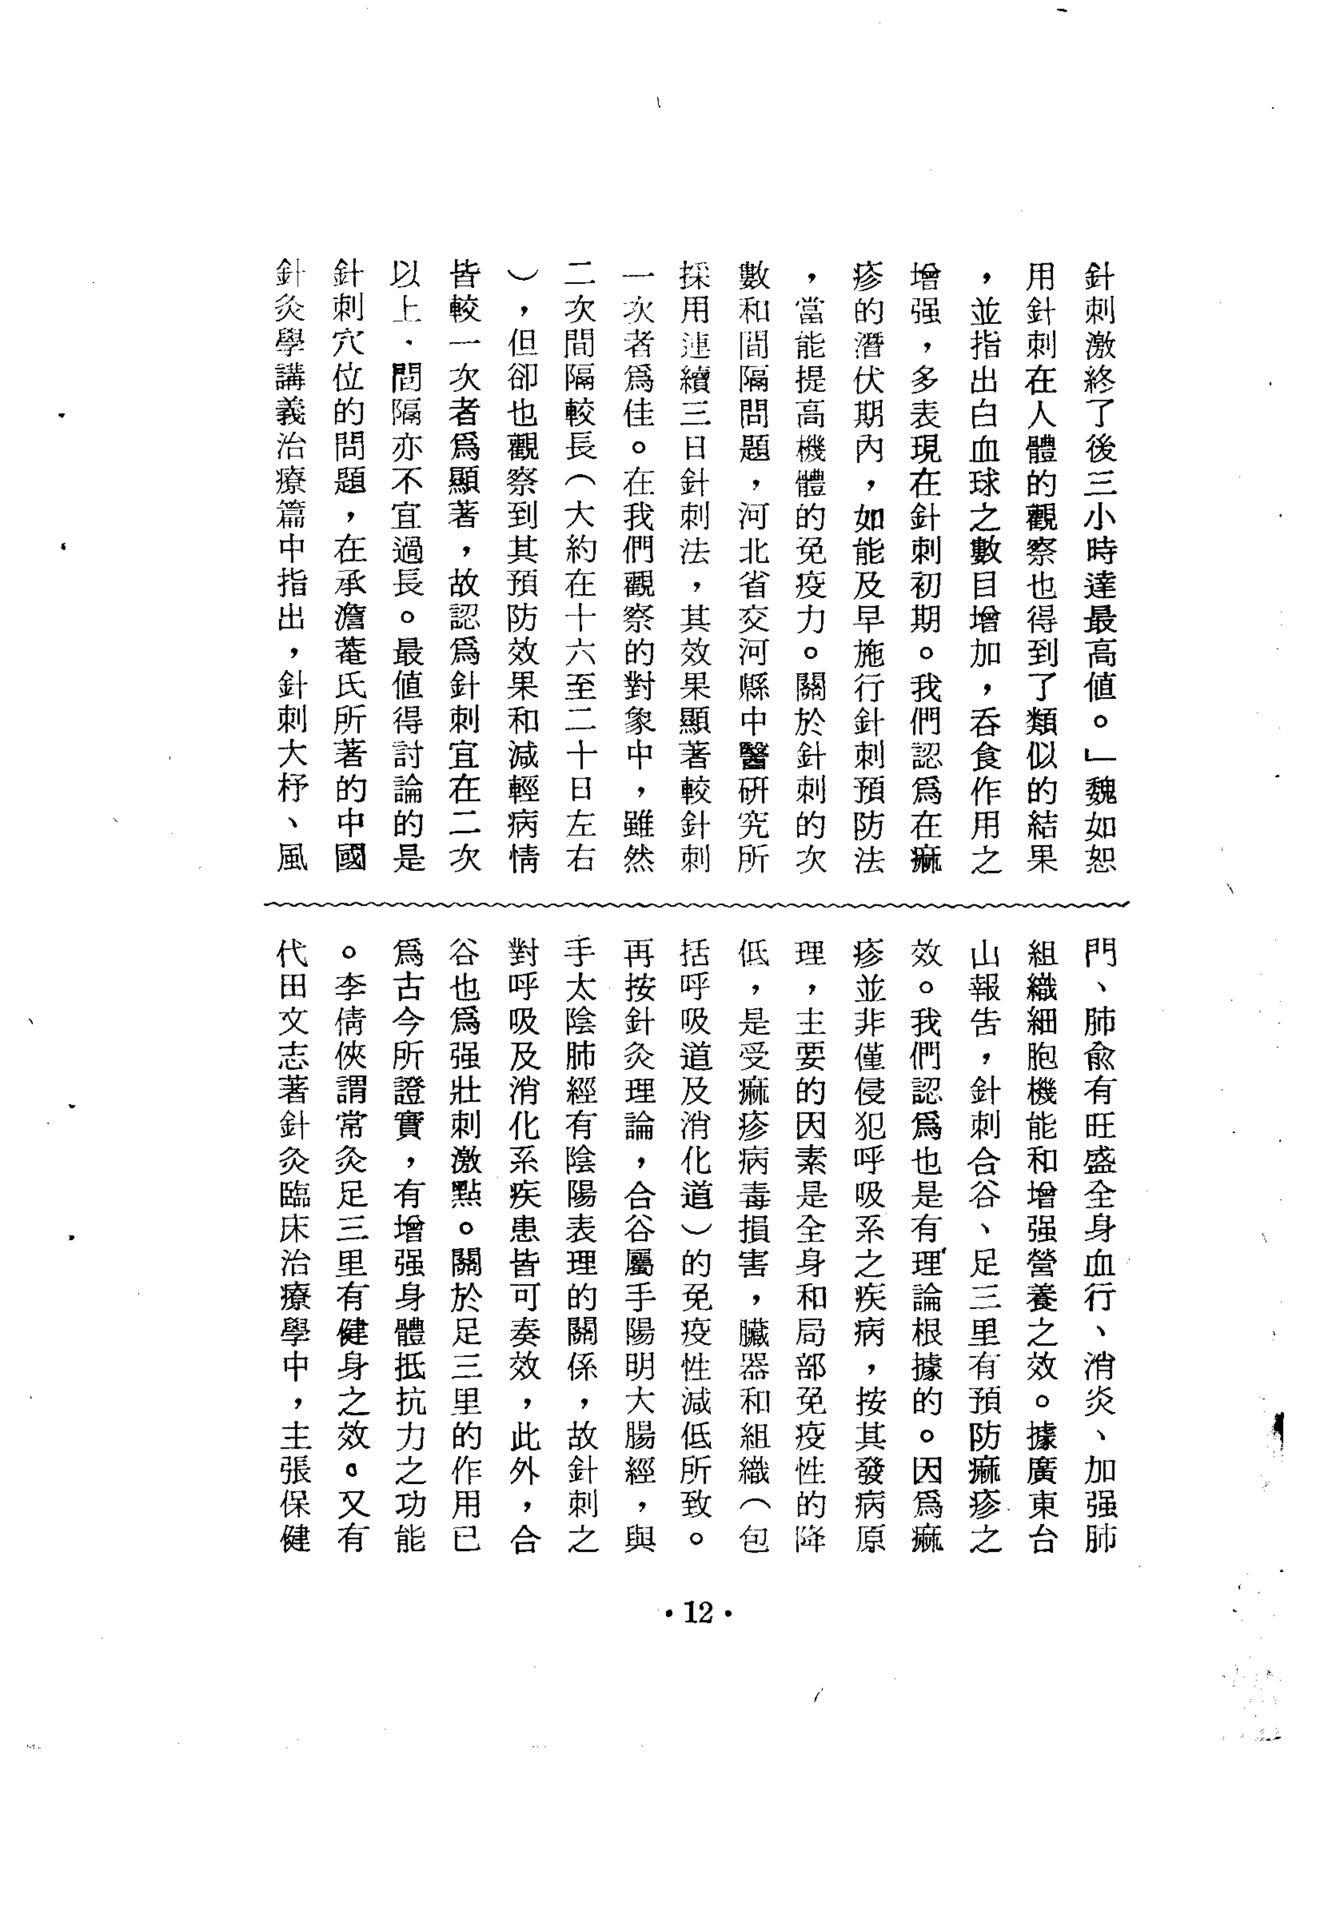 針刺激終了後三小時達最高値。」魏如恕
用針刺在人體的觀察也得到了類似的結果
，並指出白血球之數目增加，吞食作用之
增强，多表現在針刺初期。我們認爲在痲
疹的潛伏期內，如能及早施行針刺預防法
，當能提高機體的免疫力。關於針刺的次
數和間隔問題，河北省交河縣中醫研究所
採用連續三日針刺法，其效果顯著較針刺
一次者爲佳。在我們觀察的對象中，雖然
二次間隔較長（大約在十六至二十日左右
），但卻也觀察到其預防效果和減輕病情
皆較一次者爲顯著，故認爲針刺宜在二次
以上．間隔亦不宜過長。最値得討論的是
針刺穴位的問題，在承澹菴氏所著的中國
針灸學講義治療篇中指出，針刺大杼、風
門、肺兪有旺盛全身血行、消炎、加强肺
組織細胞機能和增强營養之效。據廣東台
山報告，針刺合谷、足三里有預防痲疹之
效。我們認爲也是有理論根據的。因爲痲
疹並非僅侵犯呼吸系之疾病，按其發病原
理，主要的因素是全身和局部免疫性的降
低，是受痲疹病毒損害，臟器和組織（包
括呼吸道及消化道）的免疫性減低所致。
再按針灸理論，合谷屬手陽明大腸經，與
手太陰肺經有陰陽表理的關係，故針刺之
對呼吸及消化系疾患皆可奏效，此外，合
谷也爲强壯刺激點。關於足三里的作用已
爲古今所證實，有增强身體抵抗力之功能
。李倩俠謂常灸足三里有健身之效。又有
代田文志著針灸臨床治療學中，主張保健
·12·